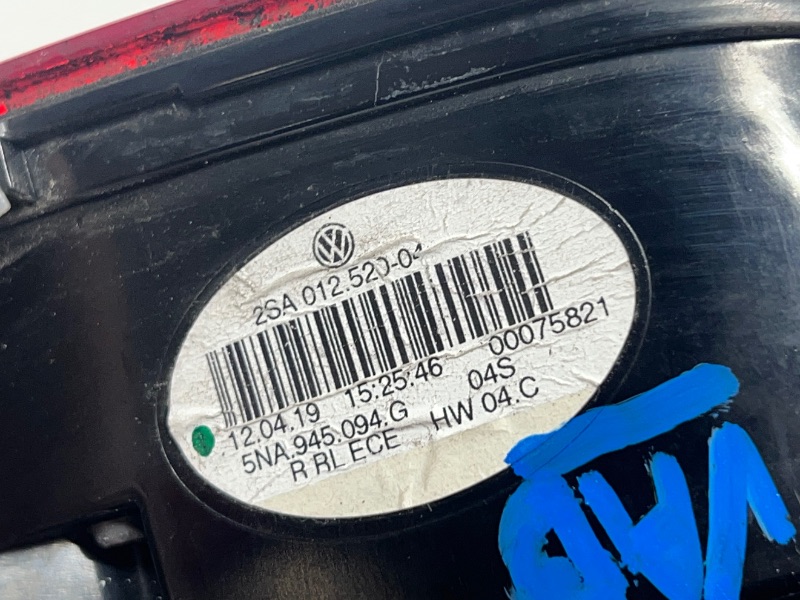 2SA 012.520-04
00075821
12.04.19 15:25:46 04S
5NA.945.094.G HW 04.C
R RL ECE